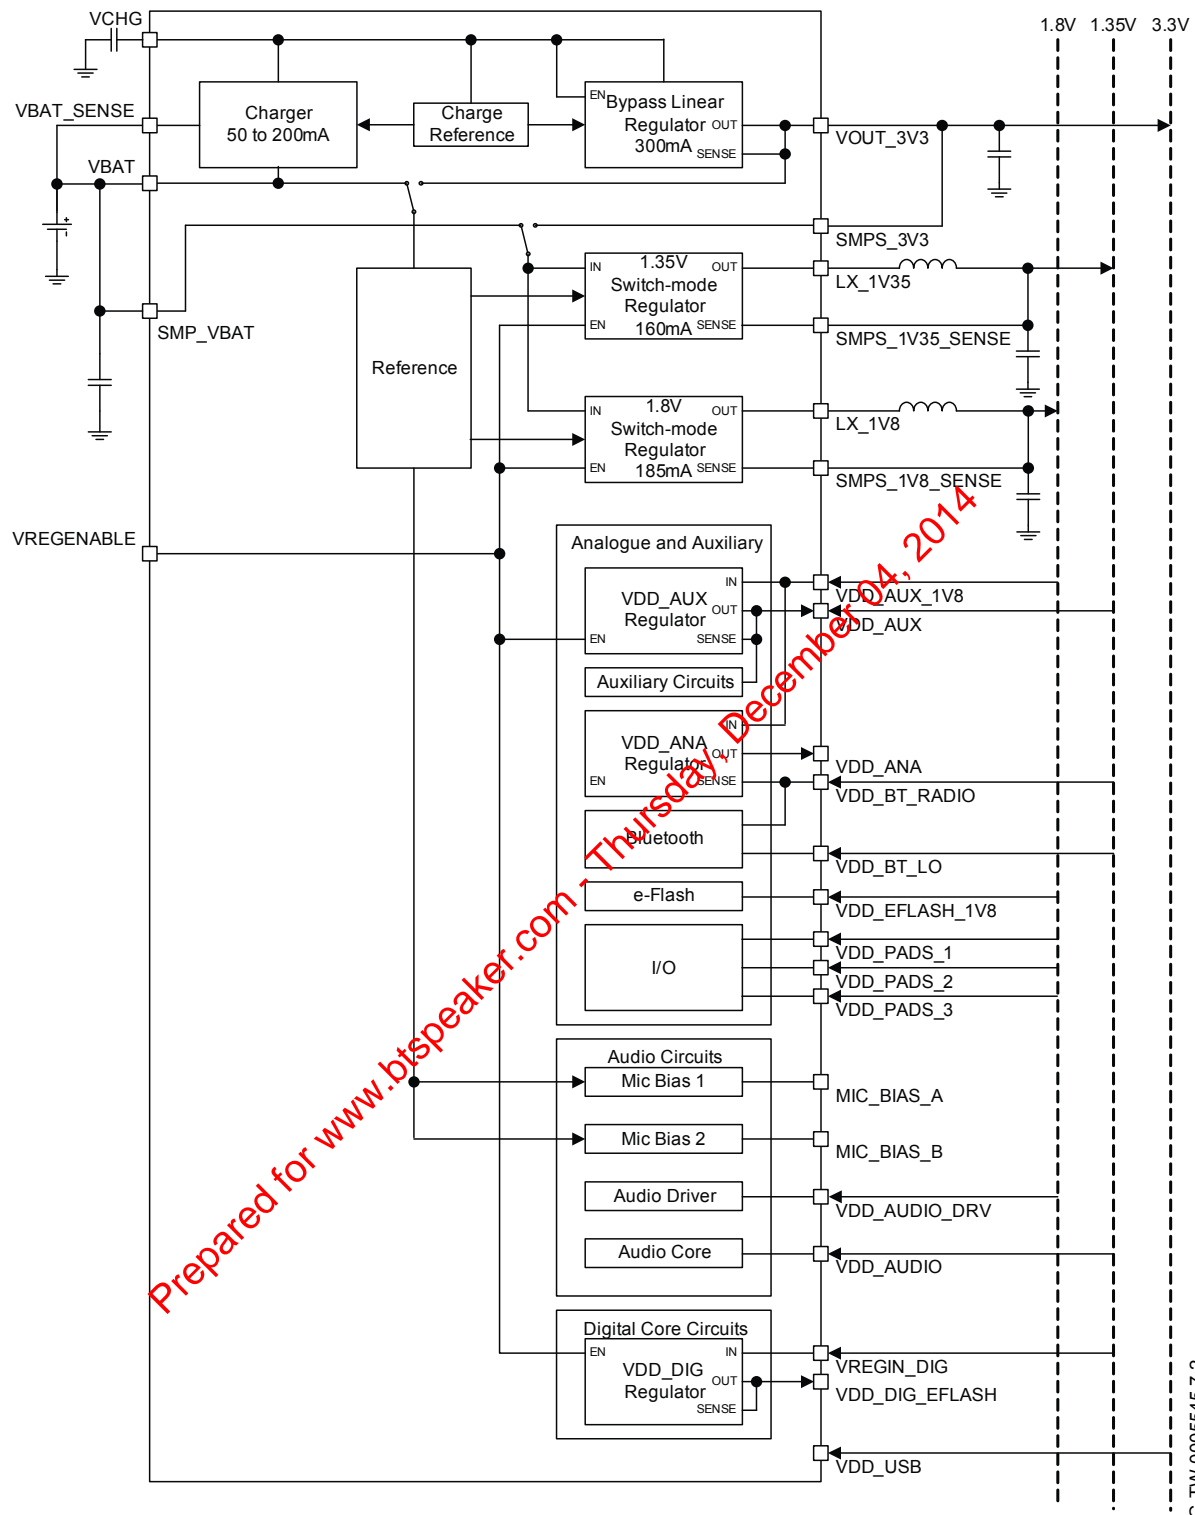 VCHG
1.8V 1.35V 3.3V
VBAT_SENSE
Charger
50 to 200mA
Charge
Reference
EN
Bypass Linear
Regulator
300mA
OUT
SENSE
VOUT_3V3
VBAT
+
-
SMPS_3V3
SMP_VBAT
Reference
IN
1.35V
Switch-mode
Regulator
160mA
OUT
EN
SENSE
LX_1V35
SMPS_1V35_SENSE
IN
1.8V
Switch-mode
Regulator
185mA
OUT
EN
SENSE
LX_1V8
SMPS_1V8_SENSE
VREGENABLE
Analogue and Auxiliary
VDD_AUX
Regulator
IN
OUT
EN
SENSE
VDD_AUX_1V8
VDD_AUX
Auxiliary Circuits
VDD_ANA
Regulator
IN
OUT
EN
SENSE
VDD_ANA
VDD_BT_RADIO
Bluetooth
VDD_BT_LO
e-Flash
VDD_EFLASH_1V8
I/O
VDD_PADS_1
VDD_PADS_2
VDD_PADS_3
Audio Circuits
Mic Bias 1
MIC_BIAS_A
Mic Bias 2
MIC_BIAS_B
Audio Driver
VDD_AUDIO_DRV
Audio Core
VDD_AUDIO
Digital Core Circuits
EN
VDD_DIG
Regulator
IN
OUT
SENSE
VREGIN_DIG
VDD_DIG_EFLASH
VDD_USB
Prepared for www.btspeaker.com - Thursday, December 04, 2014